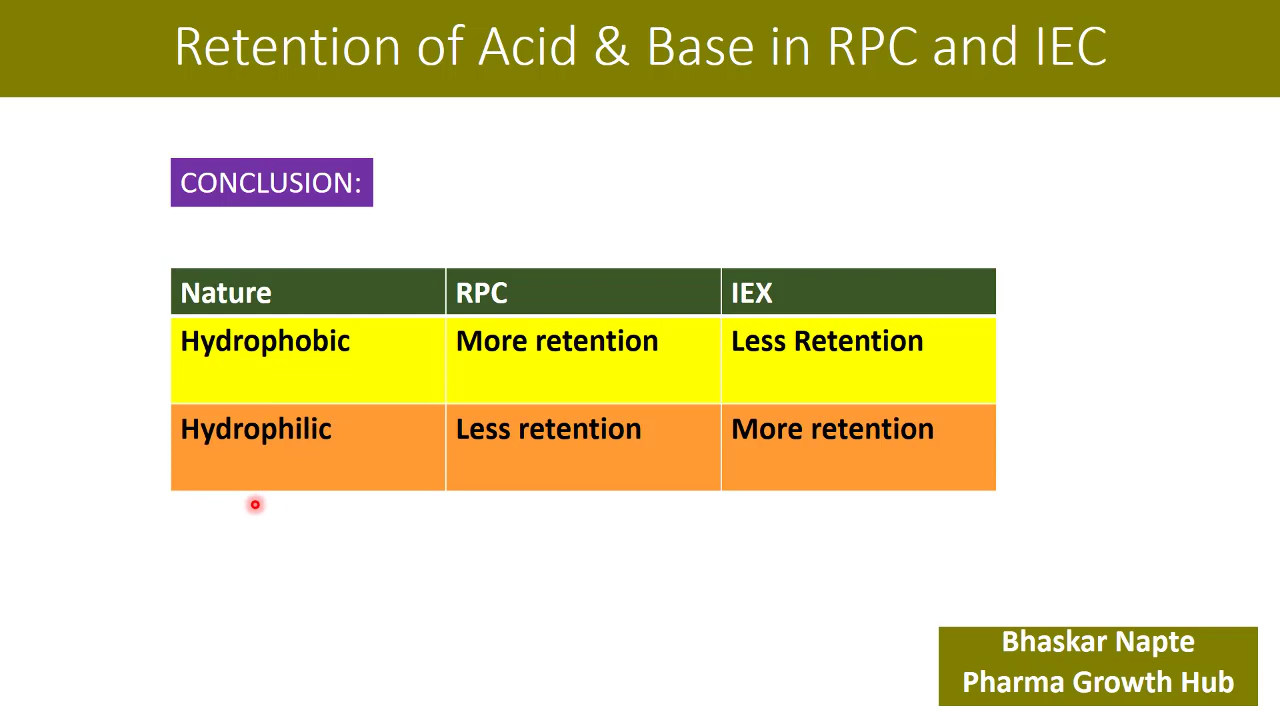 Retention of Acid & Base in RPC and IEC
CONCLUSION:
Nature RPC IEX
Hydrophobic More retention Less Retention
Hydrophilic Less retention More retention
Bhaskar Napte
Pharma Growth Hub